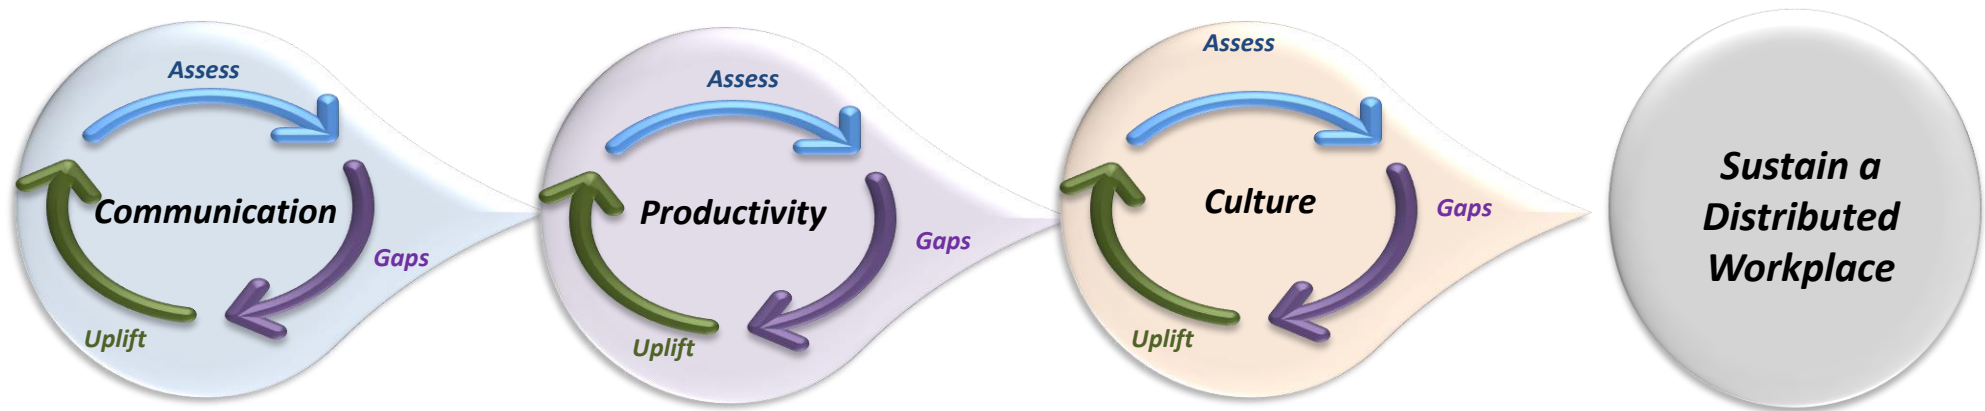 Assess
Communication
Gaps
Uplift
Assess
Productivity
Gaps
Uplift
Assess
Culture
Gaps
Uplift
Sustain a
Distributed
Workplace